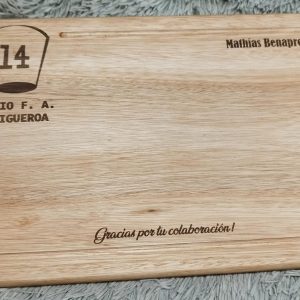 14
Mathias Benapre
IO F. A.
IGUEROA
Gracias por tu colaboración!